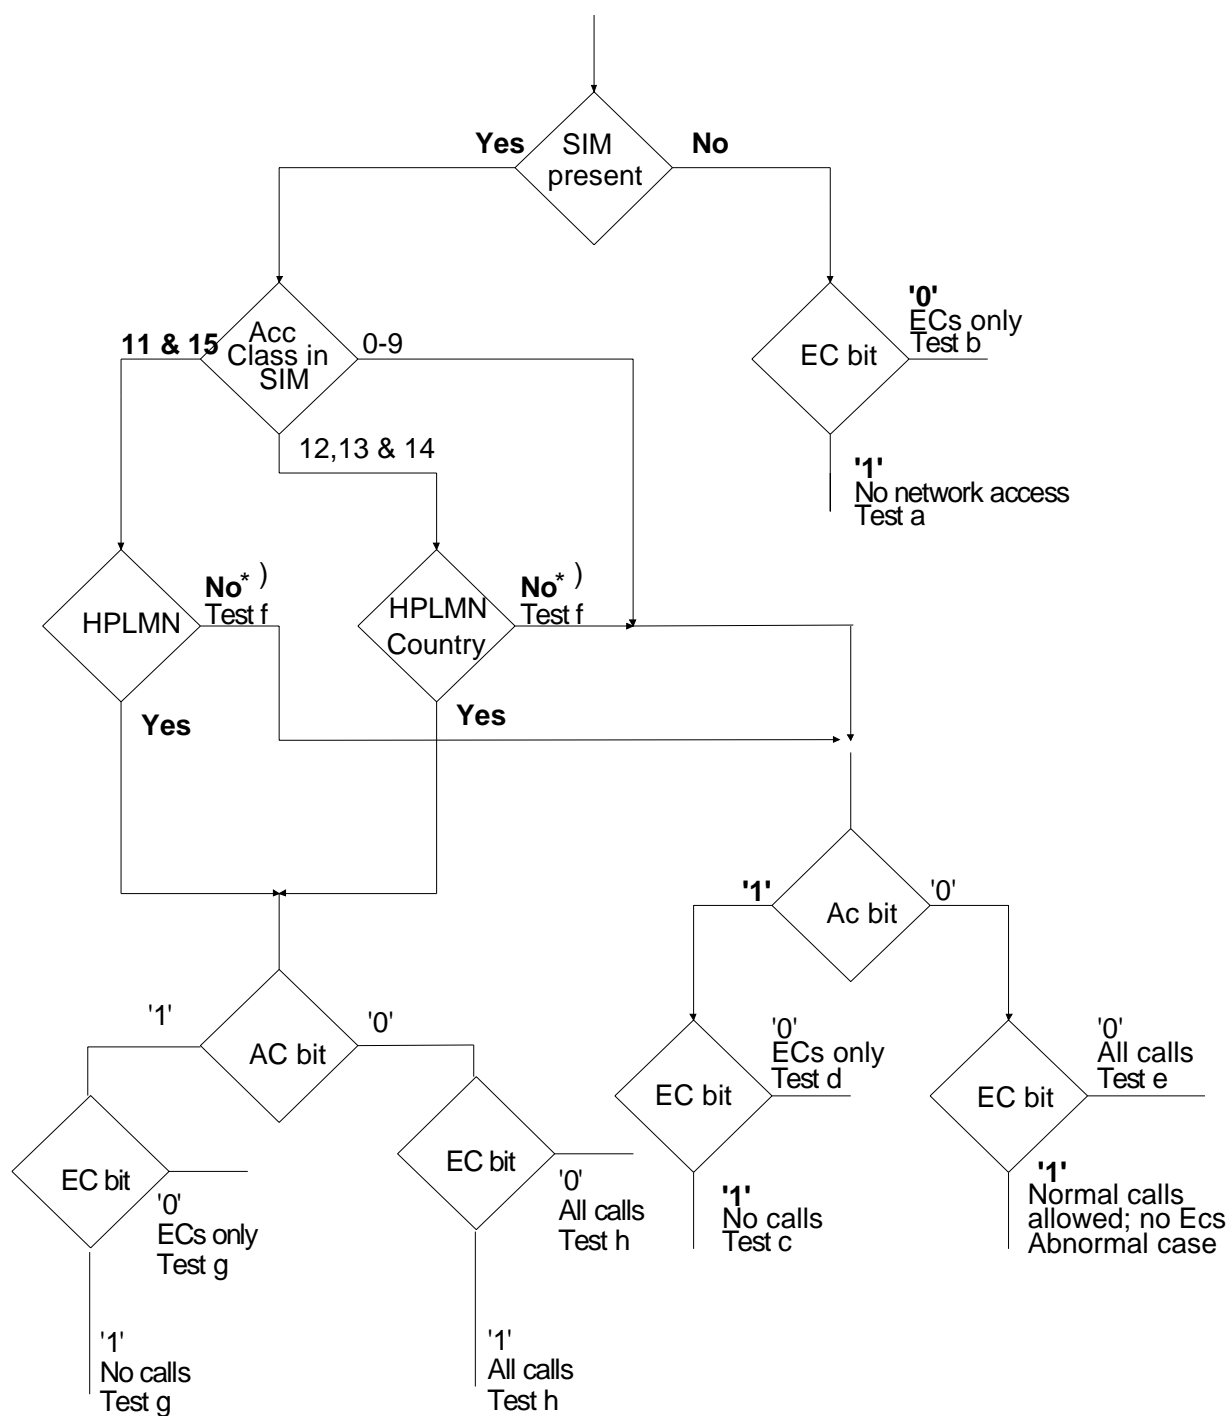 Yes
SIM
present
No
Acc
Class in
SIM
11 & 15
0-9
12,13 & 14
EC bit
'0'
ECs only
Test b
'1'
No network access
Test a
HPLMN
No* )
Test f
Yes
HPLMN
Country
No* )
Test f
Yes
'1'
Ac bit
'0'
'1'
AC bit
'0'
EC bit
'0'
ECs only
Test d
'1'
No calls
Test c
EC bit
'0'
All calls
Test e
'1'
Normal calls
allowed; no Ecs
Abnormal case
EC bit
'0'
ECs only
Test g
'1'
No calls
Test g
EC bit
'0'
All calls
Test h
'1'
All calls
Test h